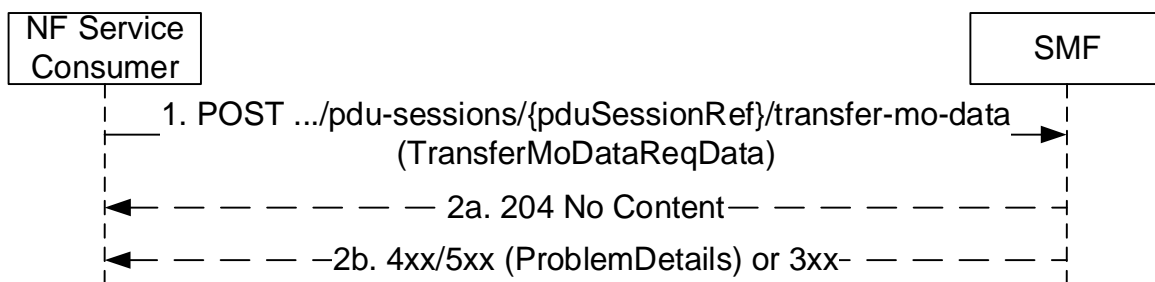 NF Service
Consumer
SMF
1. POST .../pdu-sessions/{pduSessionRef}/transfer-mo-data
(TransferMoDataReqData)
2a. 204 No Content
2b. 4xx/5xx (ProblemDetails) or 3xx